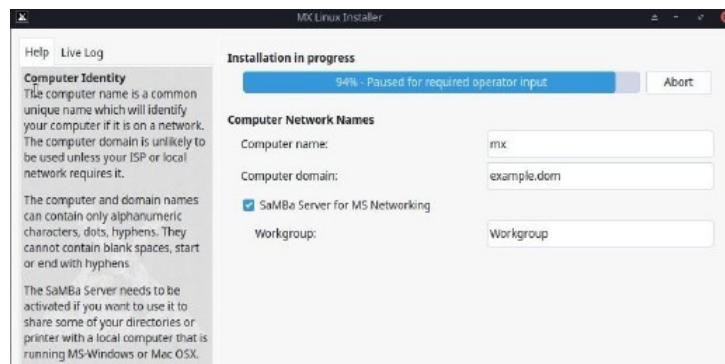 MX Linux Installer
Help Live Log
Computer Identity
The computer name is a common
unique name which will identify
your computer if it is on a network.
The computer domain is unlikely to
be used unless your ISP or local
network requires it.
The computer and domain names
can contain only alphanumeric
characters, dots, hyphens. They
cannot contain blank spaces, start
or end with hyphens
The SaMBa Server needs to be
activated if you want to use it to
share some of your directories or
printer with a local computer that is
running MS-Windows or Mac OSX.
Installation in progress
94% - Paused for required operator input
Abort
Computer Network Names
Computer name: mx
Computer domain: example.dom
SaMBa Server for MS Networking
Workgroup: Workgroup